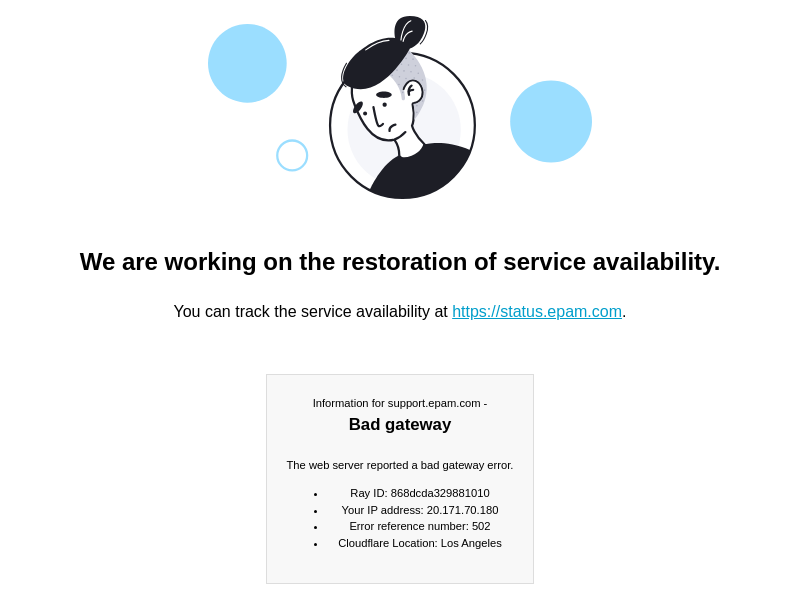 We are working on the restoration of service availability.
You can track the service availability at https://status.epam.com.
Information for support.epam.com -
Bad gateway
The web server reported a bad gateway error.
• Ray ID: 868dcda329881010
• Your IP address: 20.171.70.180
• Error reference number: 502
• Cloudflare Location: Los Angeles